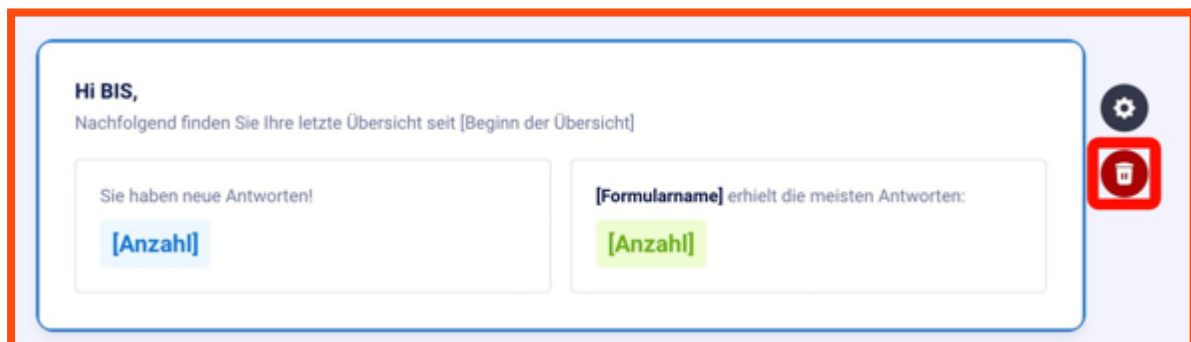 Hi BIS,
Nachfolgend finden Sie Ihre letzte Übersicht seit [Beginn der Übersicht]
Sie haben neue Antworten!
[Anzahl]
[Formularname] erhielt die meisten Antworten:
[Anzahl]